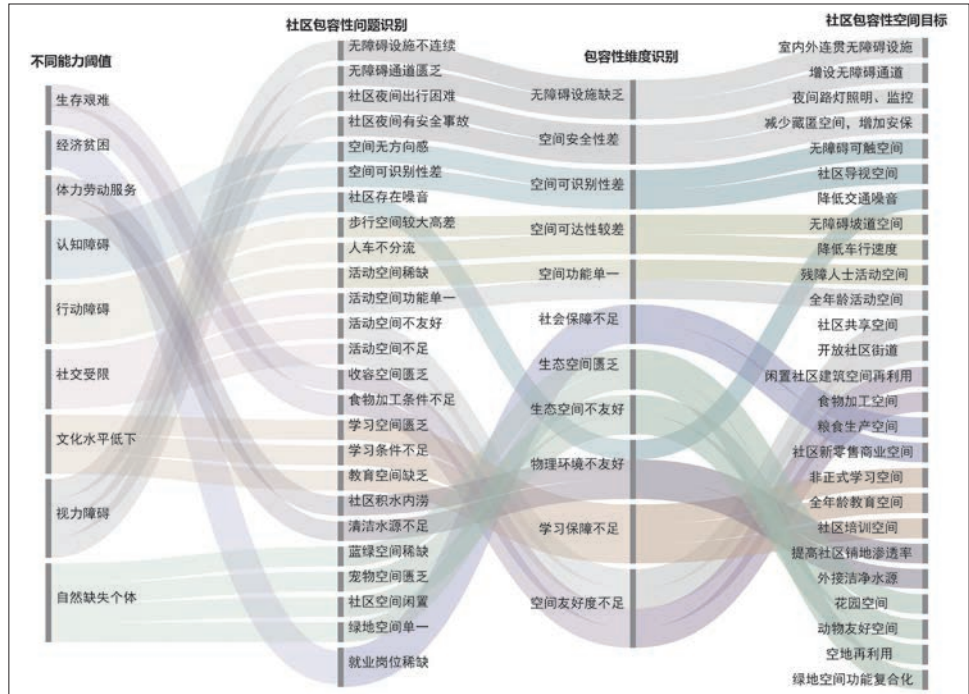 不同能力阈值
生存艰难
经济贫困
体力劳动服务
认知障碍
行动障碍
社交受限
文化水平低下
视力障碍
自然缺失个体
社区包容性问题识别
无障碍设施不连续
无障碍通道匮乏
社区夜间出行困难
社区夜间有安全事故
空间无方向感
空间可识别性差
社区存在噪音
步行空间较大高差
人车不分流
活动空间稀缺
活动空间功能单一
活动空间不友好
活动空间不足
收容空间匮乏
食物加工条件不足
学习空间匮乏
学习条件不足
教育空间缺乏
社区积水内涝
清洁水源不足
蓝绿空间稀缺
宠物空间匮乏
社区空间闲置
绿地空间单一
就业岗位稀缺
包容性维度识别
无障碍设施缺乏
空间安全性差
空间可识别性差
空间可达性较差
空间功能单一
社会保障不足
生态空间匮乏
生态空间不友好
物理环境不友好
学习保障不足
空间友好度不足
社区包容性空间目标
室内外连贯无障碍设施
增设无障碍通道
夜间路灯照明、监控
减少藏匿空间，增加安保
无障碍可触空间
社区导视空间
降低交通噪音
无障碍坡道空间
降低车行速度
残障人士活动空间
全年龄活动空间
社区共享空间
开放社区街道
闲置社区建筑空间再利用
食物加工空间
粮食生产空间
社区新零售商业空间
非正式学习空间
全年龄教育空间
社区培训空间
提高社区铺地渗透率
外接洁净水源
花园空间
动物友好空间
空地再利用
绿地空间功能复合化